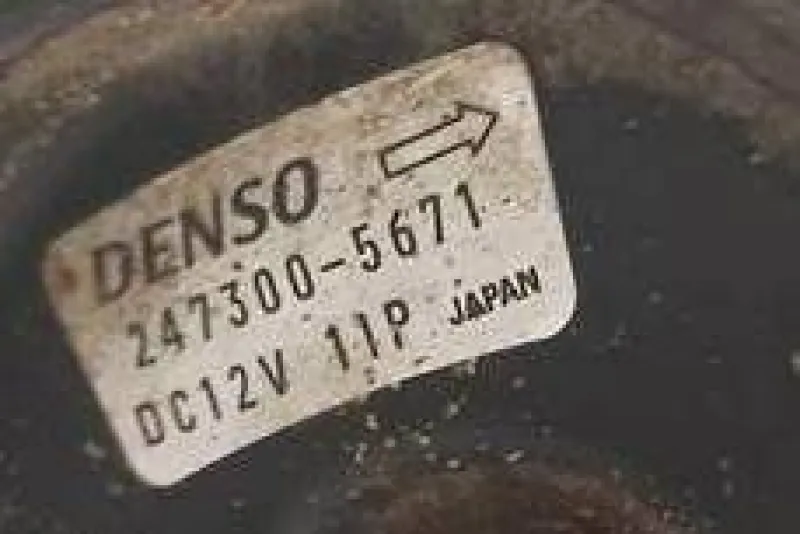 DENSO
247300-5671
DC12V 11P JAPAN